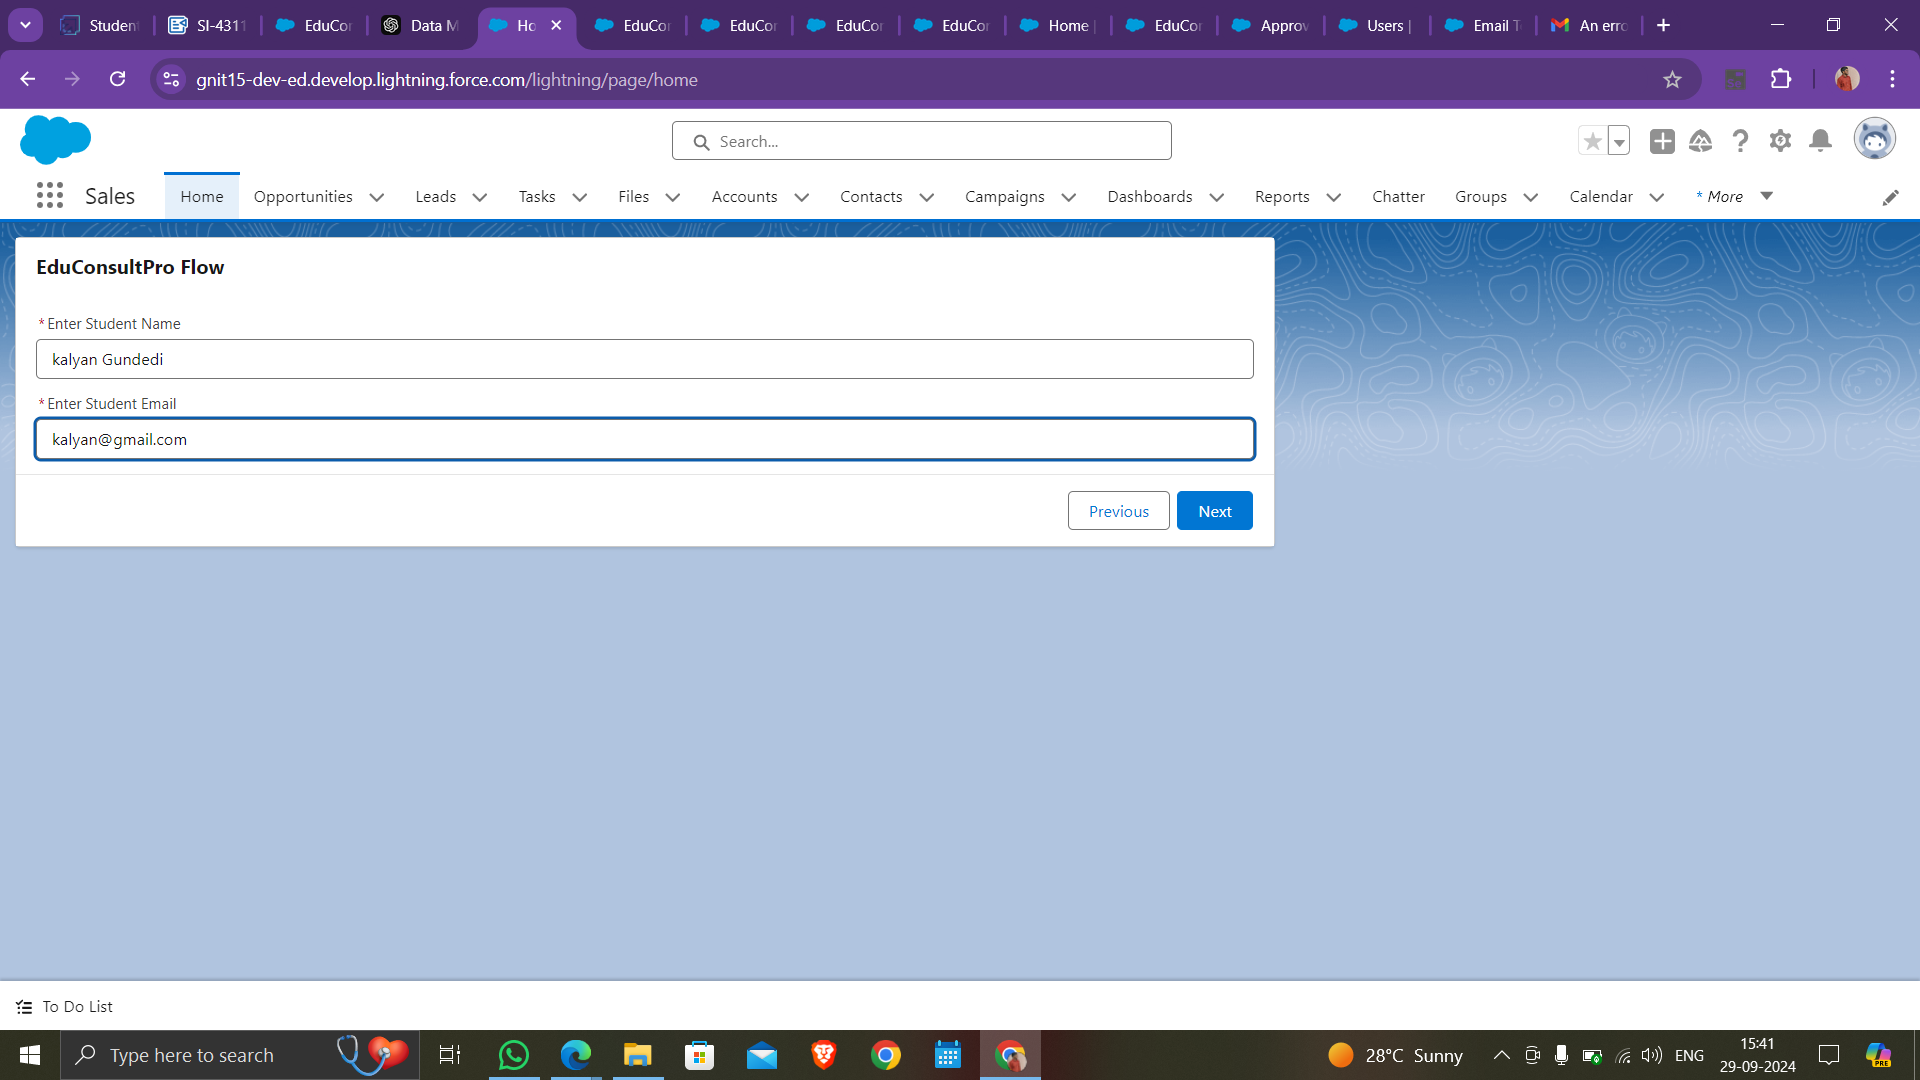 Studen
SI-4311
EduCor
Data M
Ho
EduCor
EduCor
EduCor
EduCor
Home |
EduCor
Approv
Users |
Email T
An erro
gnit15-dev-ed.develop.lightning.force.com/lightning/page/home
Search...
Sales
Home
Opportunities
Leads
Tasks
Files
Accounts
Contacts
Campaigns
Dashboards
Reports
Chatter
Groups
Calendar
* More
EduConsultPro Flow
*Enter Student Name
kalyan Gundedi
*Enter Student Email
kalyan@gmail.com
Previous
Next
To Do List
Type here to search
28°C Sunny
ENG
15:41
29-09-2024
PRE